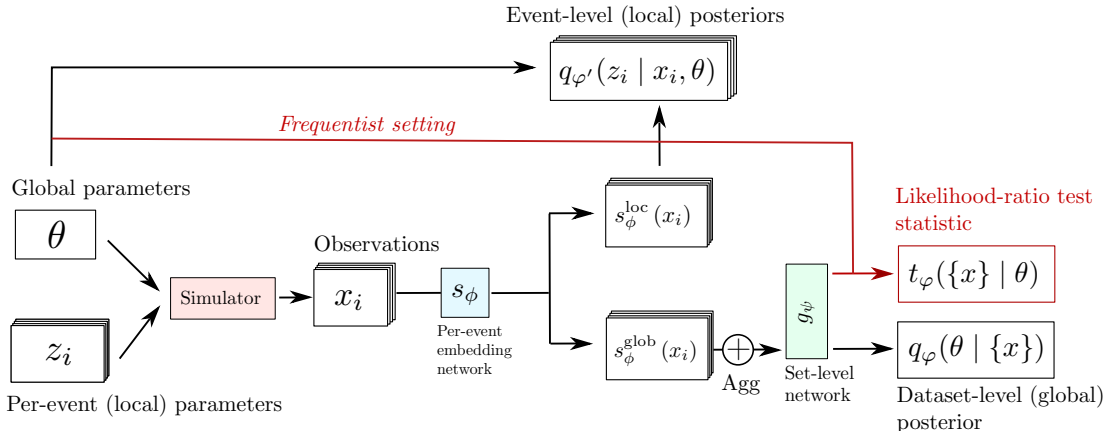 Event-level (local) posteriors
q_{φ'}(z_i | x_i, θ)
Frequentist setting
Global parameters
θ
Likelihood-ratio test
statistic
s_ϕ^{loc}(x_i)
Observations
Simulator
x_i
s_ϕ
g_ψ
t_φ({x} | θ)
Per-event
embedding
network
z_i
s_ϕ^{glob}(x_i)
Agg
q_φ(θ | {x})
Set-level
network
Per-event (local) parameters
Dataset-level (global)
posterior